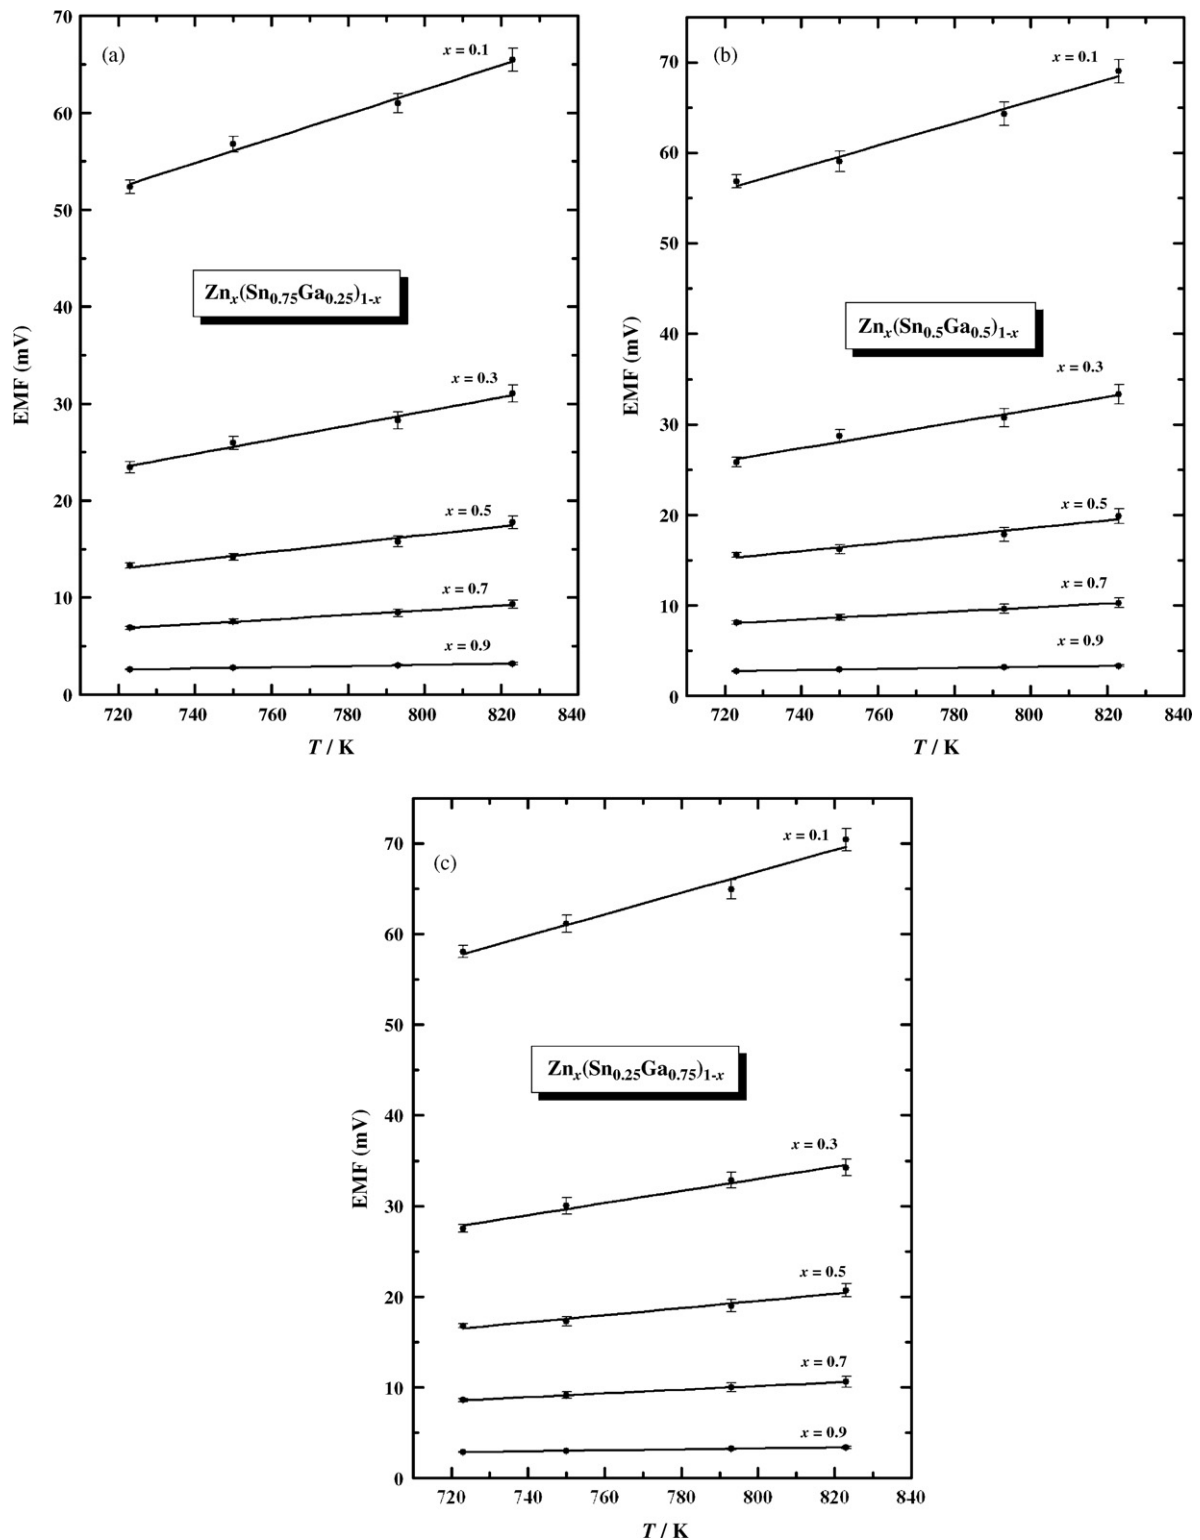 (a)
x = 0.1
Znₓ(Sn₀.₇₅Ga₀.₂₅)₁₋ₓ
x = 0.3
x = 0.5
x = 0.7
x = 0.9
EMF (mV)
70
60
50
40
30
20
10
0
720 740 760 780 800 820 840
T / K
(b)
x = 0.1
Znₓ(Sn₀.₅Ga₀.₅)₁₋ₓ
x = 0.3
x = 0.5
x = 0.7
x = 0.9
EMF (mV)
70
60
50
40
30
20
10
0
720 740 760 780 800 820 840
T / K
(c)
x = 0.1
Znₓ(Sn₀.₂₅Ga₀.₇₅)₁₋ₓ
x = 0.3
x = 0.5
x = 0.7
x = 0.9
EMF (mV)
70
60
50
40
30
20
10
0
720 740 760 780 800 820 840
T / K